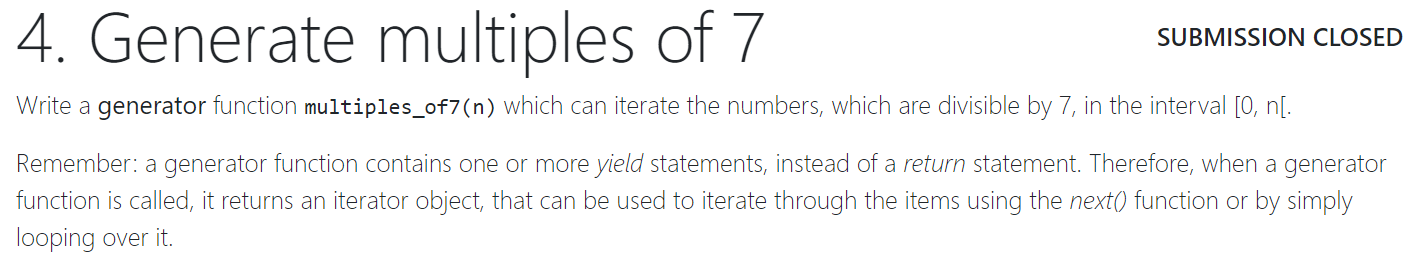 4. Generate multiples of 7
SUBMISSION CLOSED
Write a generator function multiples_of7(n) which can iterate the numbers, which are divisible by 7, in the interval [0, n[.
Remember: a generator function contains one or more yield statements, instead of a return statement. Therefore, when a generator
function is called, it returns an iterator object, that can be used to iterate through the items using the next() function or by simply
looping over it.